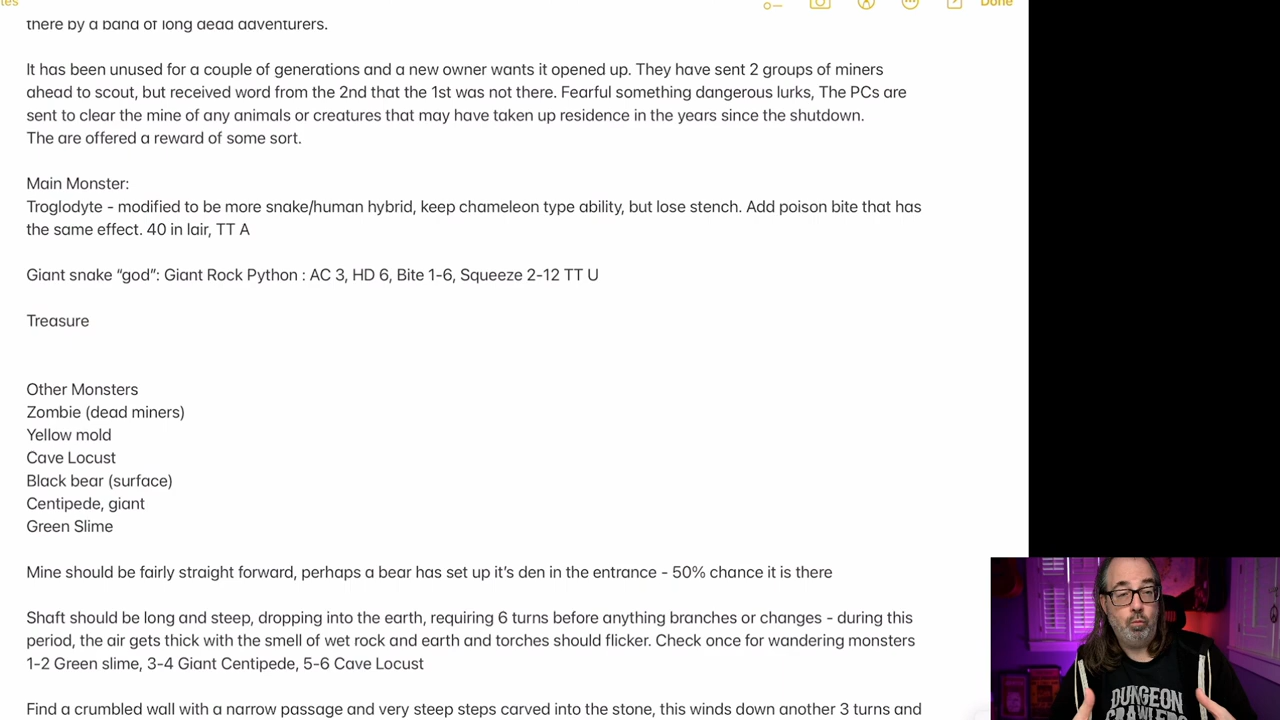 tes
Done
there by a band of long dead adventurers.
It has been unused for a couple of generations and a new owner wants it opened up. They have sent 2 groups of miners
ahead to scout, but received word from the 2nd that the 1st was not there. Fearful something dangerous lurks, The PCs are
sent to clear the mine of any animals or creatures that may have taken up residence in the years since the shutdown.
The are offered a reward of some sort.
Main Monster:
Troglodyte - modified to be more snake/human hybrid, keep chameleon type ability, but lose stench. Add poison bite that has
the same effect. 40 in lair, TT A
Giant snake “god”: Giant Rock Python : AC 3, HD 6, Bite 1-6, Squeeze 2-12 TT U
Treasure
Other Monsters
Zombie (dead miners)
Yellow mold
Cave Locust
Black bear (surface)
Centipede, giant
Green Slime
Mine should be fairly straight forward, perhaps a bear has set up it’s den in the entrance - 50% chance it is there
Shaft should be long and steep, dropping into the earth, requiring 6 turns before anything branches or changes - during this
period, the air gets thick with the smell of wet rock and earth and torches should flicker. Check once for wandering monsters
1-2 Green slime, 3-4 Giant Centipede, 5-6 Cave Locust
Find a crumbled wall with a narrow passage and very steep steps carved into the stone, this winds down another 3 turns and
DUNGEON
CRAWLERS